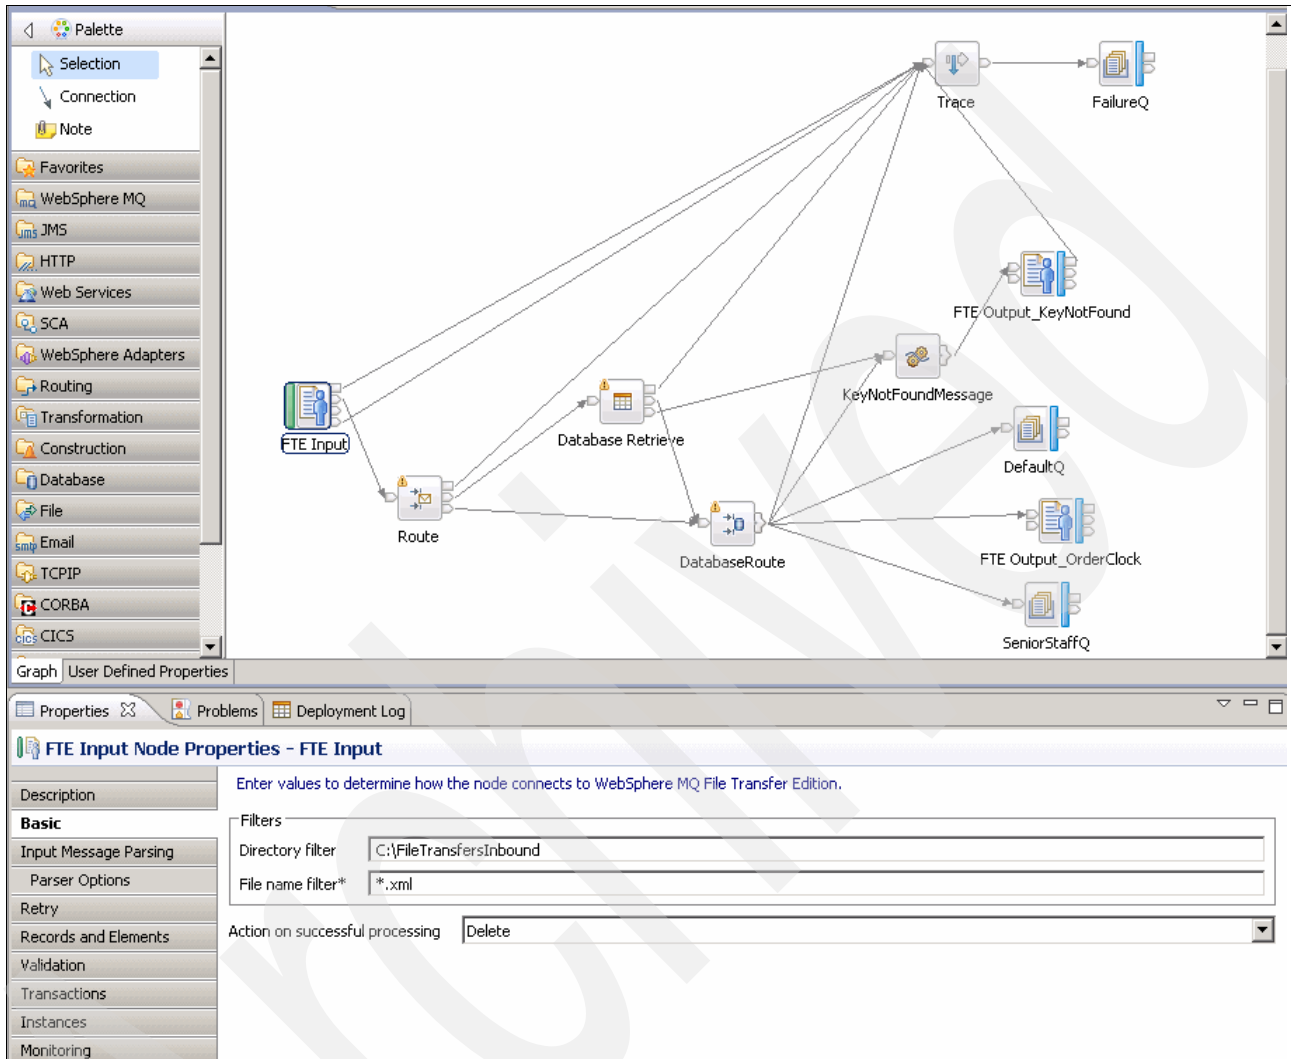 Palette
Selection
Connection
Note
Favorites
WebSphere MQ
JMS
HTTP
Web Services
SCA
WebSphere Adapters
Routing
Transformation
Construction
Database
File
Email
TCPIP
CORBA
CICS
Trace
FailureQ
FTE Output_KeyNotFound
KeyNotFoundMessage
FTE Input
Database Retrieve
DefaultQ
Route
DatabaseRoute
FTE Output_OrderClock
SeniorStaffQ
Graph User Defined Properties
Properties Problems Deployment Log
FTE Input Node Properties - FTE Input
Enter values to determine how the node connects to WebSphere MQ File Transfer Edition.
Description
Basic
Input Message Parsing
Parser Options
Retry
Records and Elements
Validation
Transactions
Instances
Monitoring
Filters
Directory filter C:\FileTransfersInbound
File name filter* *.xml
Action on successful processing Delete